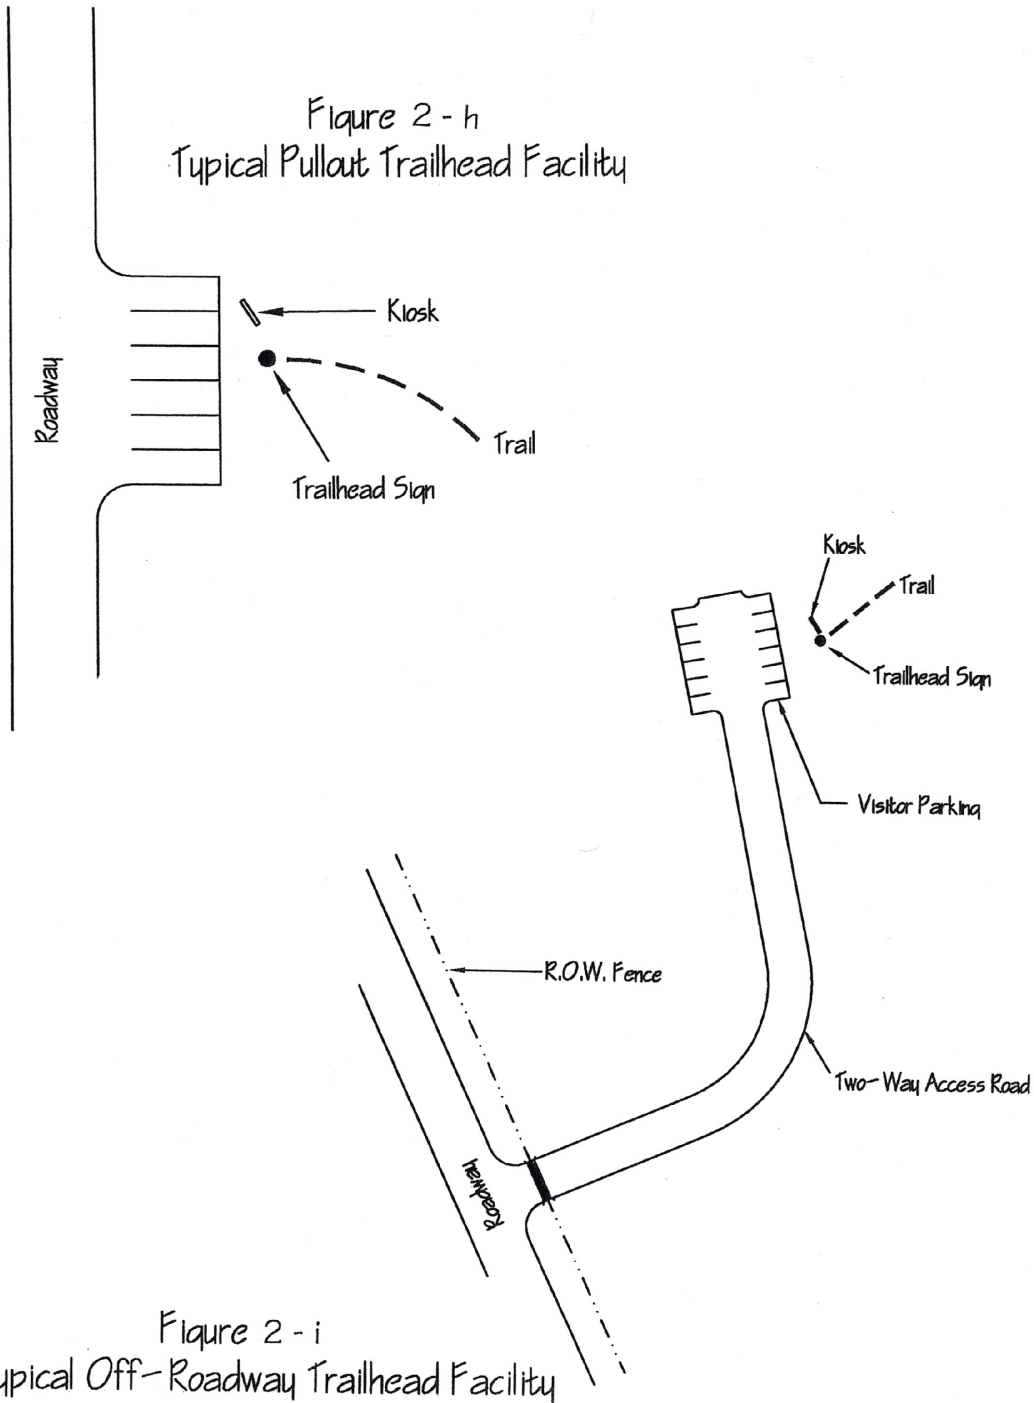 Figure 2 - h
Typical Pullout Trailhead Facility
Kiosk
Roadway
Trail
Trailhead Sign
Kiosk
Trail
Trailhead Sign
Visitor Parking
R.O.W. Fence
Two-Way Access Road
Roadway
Figure 2 - i
ypical Off-Roadway Trailhead Facility